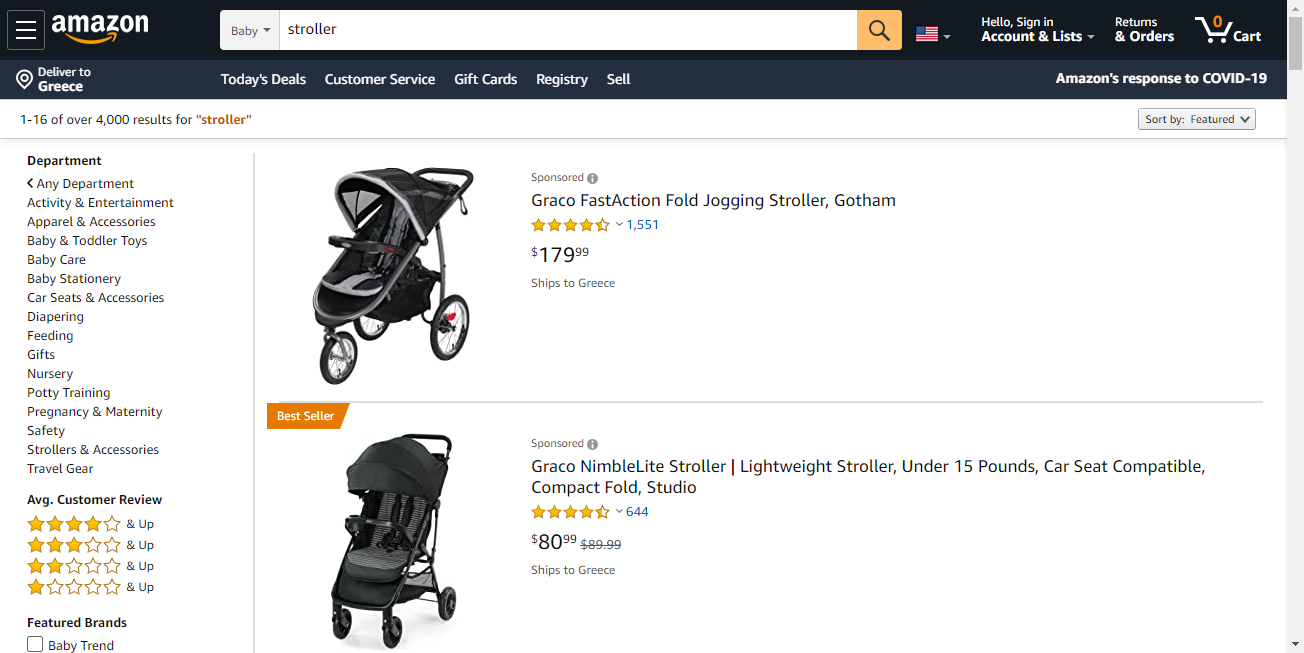 amazon
Baby
stroller
Hello, Sign in
Account & Lists
Returns
& Orders
0
Cart
Deliver to
Greece
Today's Deals
Customer Service
Gift Cards
Registry
Sell
Amazon's response to COVID-19
1-16 of over 4,000 results for "stroller"
Sort by: Featured
Department
Any Department
Activity & Entertainment
Apparel & Accessories
Baby & Toddler Toys
Baby Care
Baby Stationery
Car Seats & Accessories
Diapering
Feeding
Gifts
Nursery
Potty Training
Pregnancy & Maternity
Safety
Strollers & Accessories
Travel Gear
Avg. Customer Review
& Up
& Up
& Up
& Up
Featured Brands
Baby Trend
Sponsored
Graco FastAction Fold Jogging Stroller, Gotham
1,551
$17999
Ships to Greece
Best Seller
Sponsored
Graco NimbleLite Stroller | Lightweight Stroller, Under 15 Pounds, Car Seat Compatible,
Compact Fold, Studio
644
$8099 $89.99
Ships to Greece